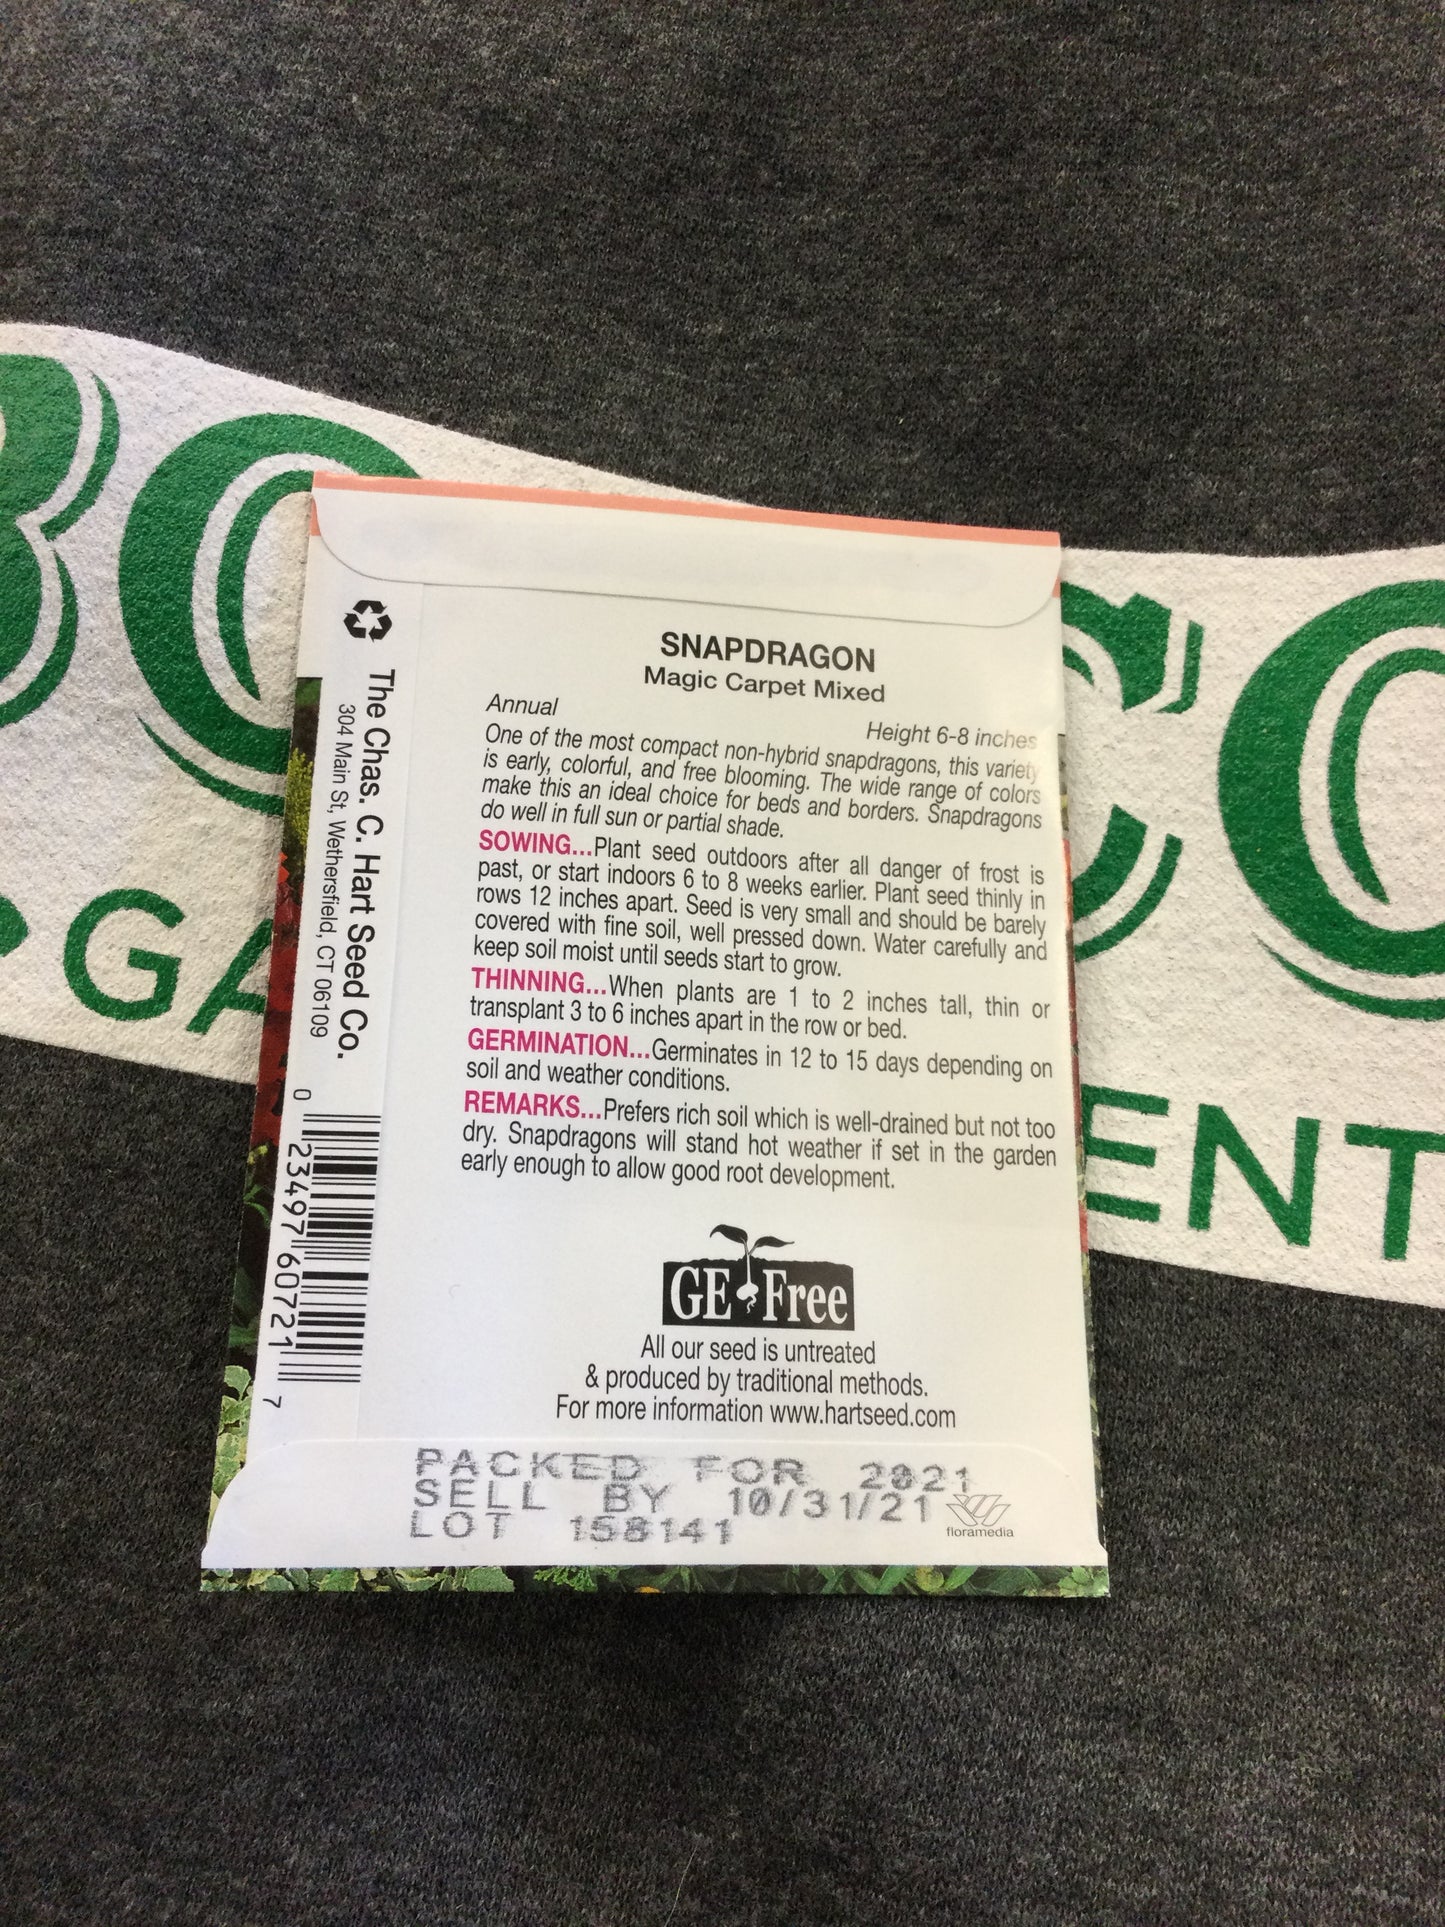 SNAPDRAGON
Magic Carpet Mixed
Annual
Height 6-8 inches
One of the most compact non-hybrid snapdragons, this variety
is early, colorful, and free blooming. The wide range of colors
make this an ideal choice for beds and borders. Snapdragons
do well in full sun or partial shade.
SOWING...Plant seed outdoors after all danger of frost is
past, or start indoors 6 to 8 weeks earlier. Plant seed thinly in
rows 12 inches apart. Seed is very small and should be barely
covered with fine soil, well pressed down. Water carefully and
keep soil moist until seeds start to grow.
THINNING...When plants are 1 to 2 inches tall, thin or
transplant 3 to 6 inches apart in the row or bed.
GERMINATION...Germinates in 12 to 15 days depending on
soil and weather conditions.
REMARKS...Prefers rich soil which is well-drained but not too
dry. Snapdragons will stand hot weather if set in the garden
early enough to allow good root development.
GE Free
All our seed is untreated
& produced by traditional methods.
For more information www.hartseed.com
PACKED FOR 2021
SELL BY 10/31/21
LOT 158141
floramedia
The Chas. C. Hart Seed Co.
304 Main St, Wethersfield, CT 06109
0 23497 60721 7
GA
ENT